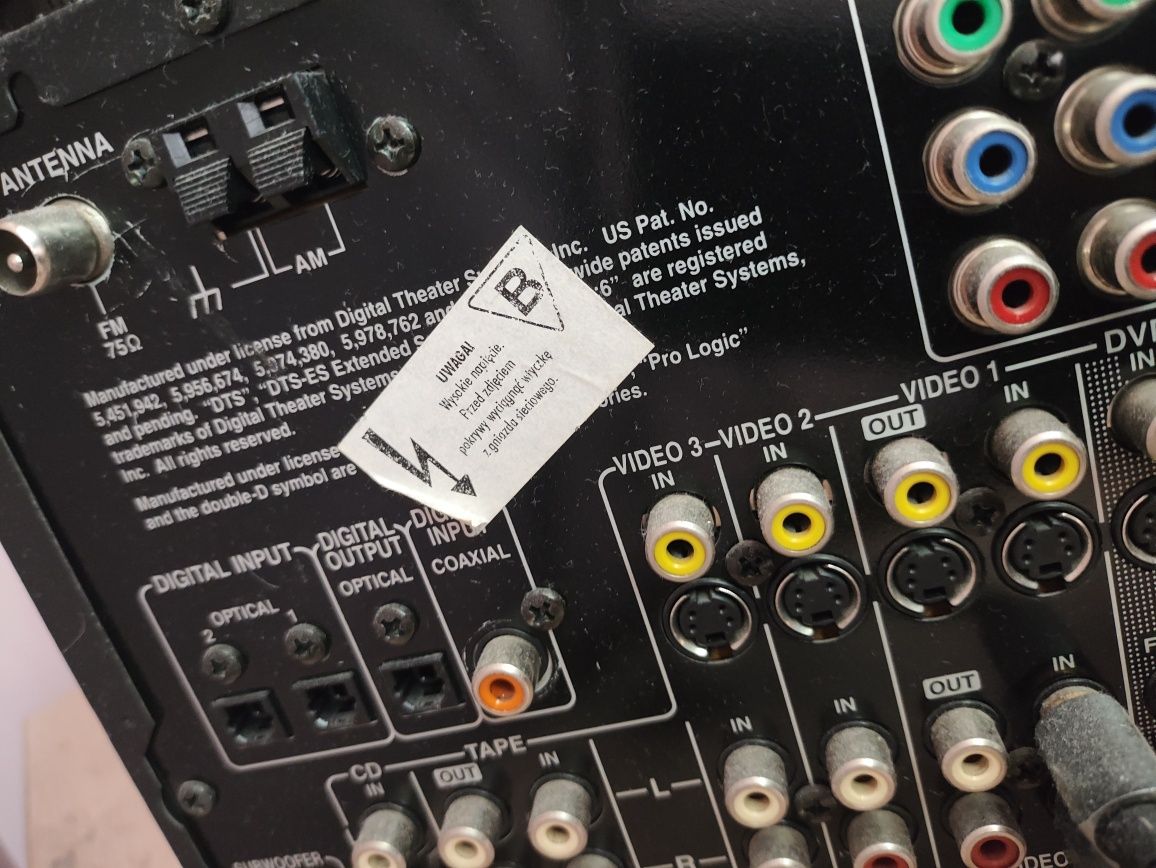 ANTENNA
AM
FM
75Ω
Inc. US Pat. No.
Manufactured under license from Digital Theater
wide patents issued
5,451,942, 5,956,674, 5,974,380, 5,978,762 and
:6” are registered
and pending. “DTS”, “DTS-ES Extended
al Theater Systems,
trademarks of Digital Theater Systems
Inc. All rights reserved.
Manufactured under license
“Pro Logic”
and the double-D symbol are
ories.
B
UWAGA!
Wysokie napięcie.
Przed zdjęciem
pokrywy wyciągnąć wtyczkę
z gniazda sieciowego.
DIGITAL INPUT
OPTICAL
2
1
DIGITAL
OUTPUT
OPTICAL
INPUT
COAXIAL
VIDEO 3
IN
VIDEO 2
IN
VIDEO 1
OUT
IN
IN
CD
IN
TAPE
OUT
IN
L
R
IN
IN
OUT
IN
SUBWOOFER